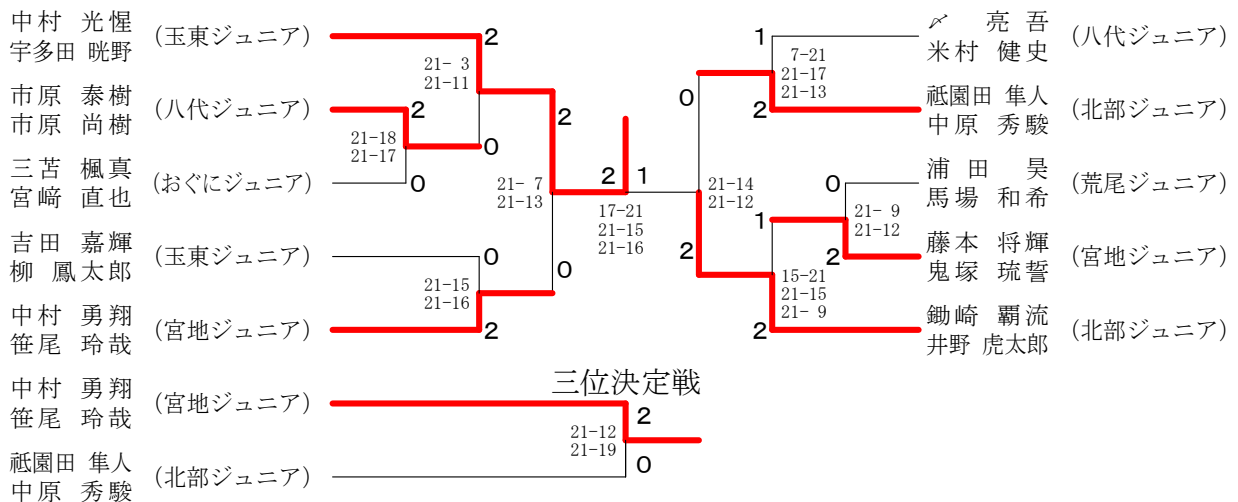 中村 光惺
宇多田 晄野
(玉東ジュニア)
2
21- 3
21-11
市原 泰樹
市原 尚樹
(八代ジュニア)
2
21-18
21-17
0
三苫 楓真
宮﨑 直也
(おぐにジュニア)
0
2
21- 7
21-13
吉田 嘉輝
柳 鳳太郎
(玉東ジュニア)
0
21-15
21-16
0
中村 勇翔
笹尾 玲哉
(宮地ジュニア)
2
2
1
17-21
21-15
21-16
〆 亮吾
米村 健史
(八代ジュニア)
1
7-21
21-17
21-13
祗園田 隼人
中原 秀駿
(北部ジュニア)
2
0
21-14
21-12
2
浦田 昊
馬場 和希
(荒尾ジュニア)
0
21- 9
21-12
藤本 将輝
鬼塚 琉誓
(宮地ジュニア)
2
1
15-21
21-15
21- 9
鋤崎 覇流
井野 虎太郎
(北部ジュニア)
2
三位決定戦
中村 勇翔
笹尾 玲哉
(宮地ジュニア)
2
21-12
21-19
祗園田 隼人
中原 秀駿
(北部ジュニア)
0